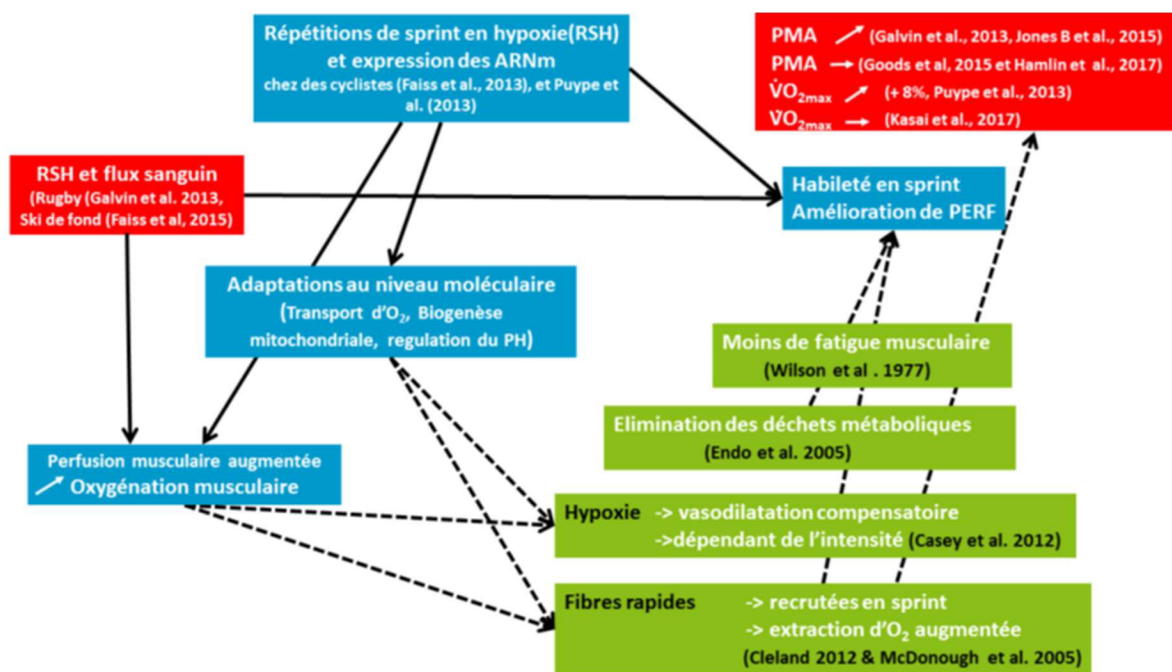 Répétitions de sprint en hypoxie(RSH)
et expression des ARNm
chez des cyclistes (Faiss et al., 2013), et Puype et
al. (2013)
PMA (Galvin et al., 2013, Jones B et al., 2015)
PMA (Goods et al, 2015 et Hamlin et al., 2017)
V̇O₂max (+ 8%, Puype et al., 2013)
V̇O₂max (Kasai et al., 2017)
RSH et flux sanguin
(Rugby (Galvin et al. 2013,
Ski de fond (Faiss et al, 2015)
Habileté en sprint
Amélioration de PERF
Adaptations au niveau moléculaire
(Transport d'O₂, Biogenèse
mitochondriale, regulation du PH)
Moins de fatigue musculaire
(Wilson et al . 1977)
Elimination des déchets métaboliques
(Endo et al. 2005)
Perfusion musculaire augmentée
Oxygénation musculaire
Hypoxie -> vasodilatation compensatoire
->dépendant de l'intensité (Casey et al. 2012)
Fibres rapides -> recrutées en sprint
-> extraction d'O₂ augmentée
(Cleland 2012 & McDonough et al. 2005)